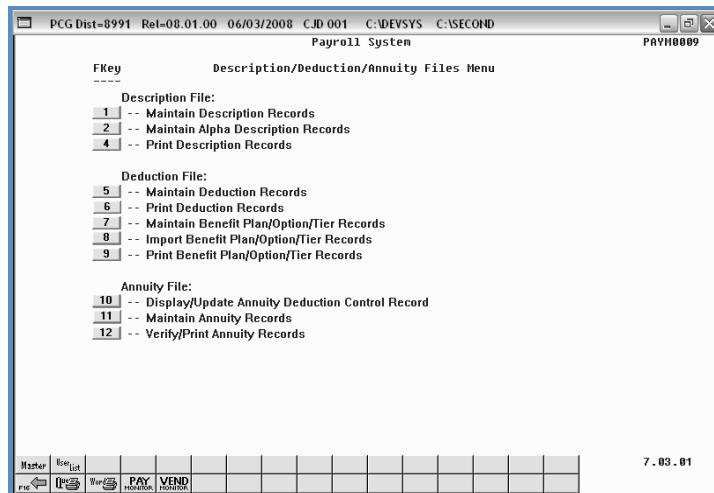 PCG Dist=8991 Rel=08.01.00 06/03/2008 CJD 001 C:\DEVSYS C:\SECOND
Payroll System PAYM0009
FKey Description/Deduction/Annuity Files Menu
----
Description File:
1 -- Maintain Description Records
2 -- Maintain Alpha Description Records
4 -- Print Description Records
Deduction File:
5 -- Maintain Deduction Records
6 -- Print Deduction Records
7 -- Maintain Benefit Plan/Option/Tier Records
8 -- Import Benefit Plan/Option/Tier Records
9 -- Print Benefit Plan/Option/Tier Records
Annuity File:
10 -- Display/Update Annuity Deduction Control Record
11 -- Maintain Annuity Records
12 -- Verify/Print Annuity Records
Master User List 7.03.01
F16 Que Word PAY MONITOR VEND MONITOR